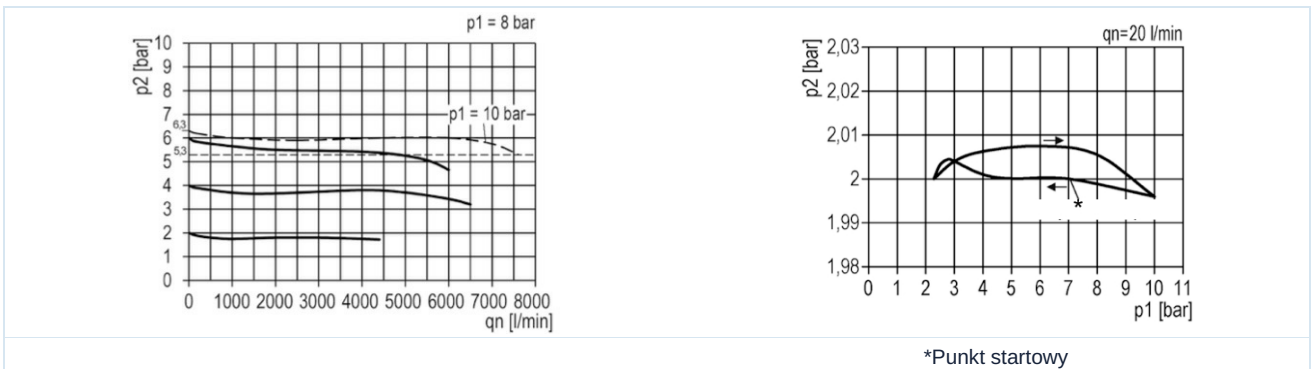 p1 = 8 bar
p2 [bar]
10
9
8
7
6,3
6
5,3
5
4
3
2
1
0
p1 = 10 bar
0 1000 2000 3000 4000 5000 6000 7000 8000
qn [l/min]
qn=20 l/min
p2 [bar]
2,03
2,02
2,01
2
1,99
1,98
*
0 1 2 3 4 5 6 7 8 9 10 11
p1 [bar]
*Punkt startowy